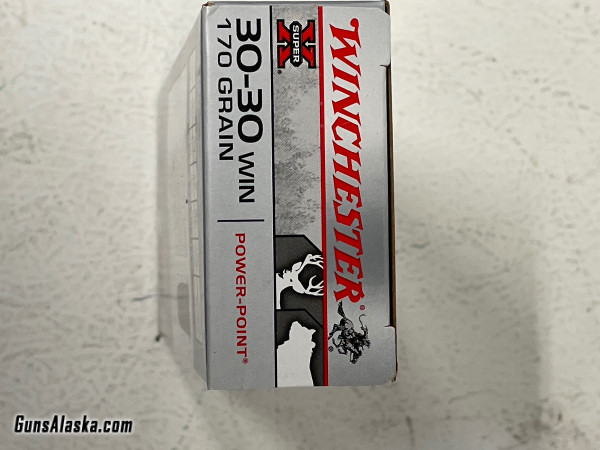 WINCHESTER®
SUPER
X®
30-30 WIN
170 GRAIN
POWER-POINT®
GunsAlaska.com